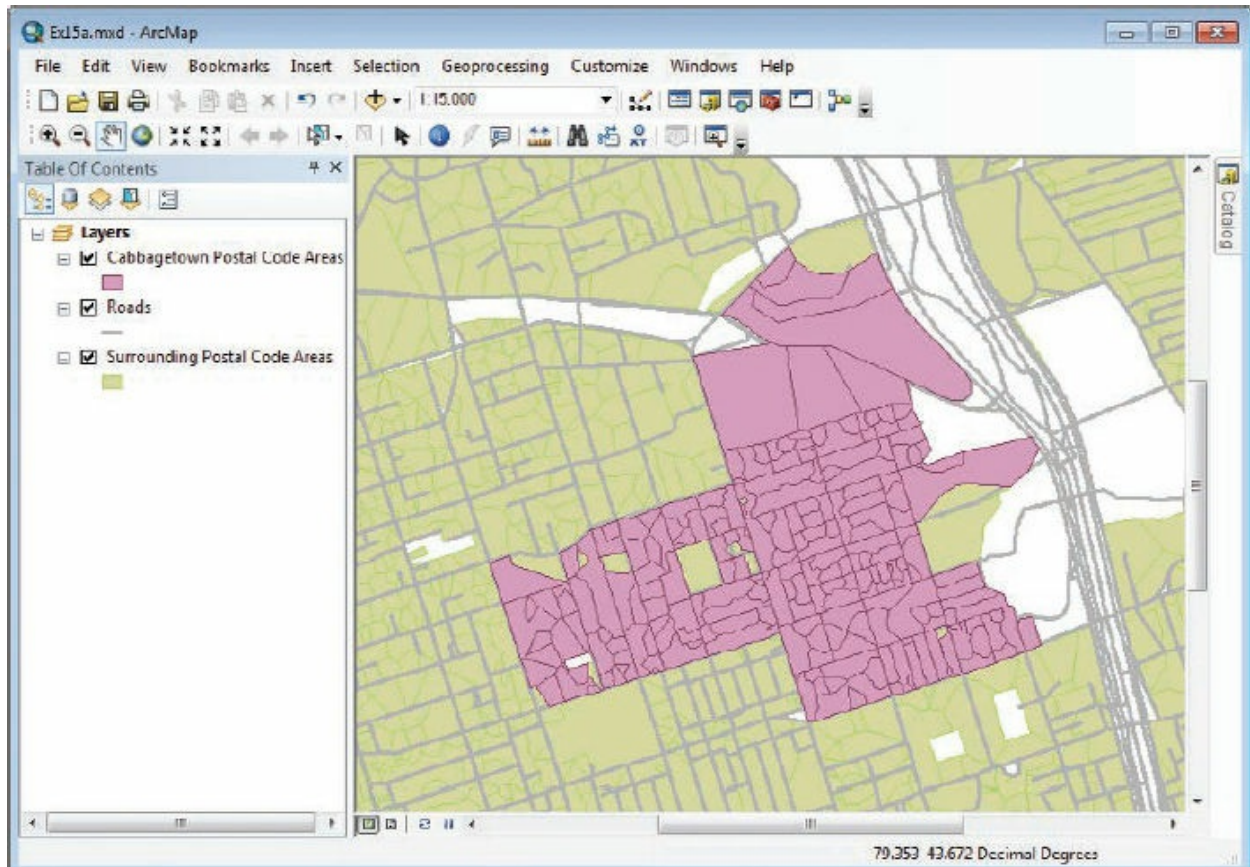 Ex15a.mxd - ArcMap
File Edit View Bookmarks Insert Selection Geoprocessing Customize Windows Help
1:15,000
Table Of Contents
Layers
Cabbagetown Postal Code Areas
Roads
Surrounding Postal Code Areas
Catalog
79.353 43.672 Decimal Degrees